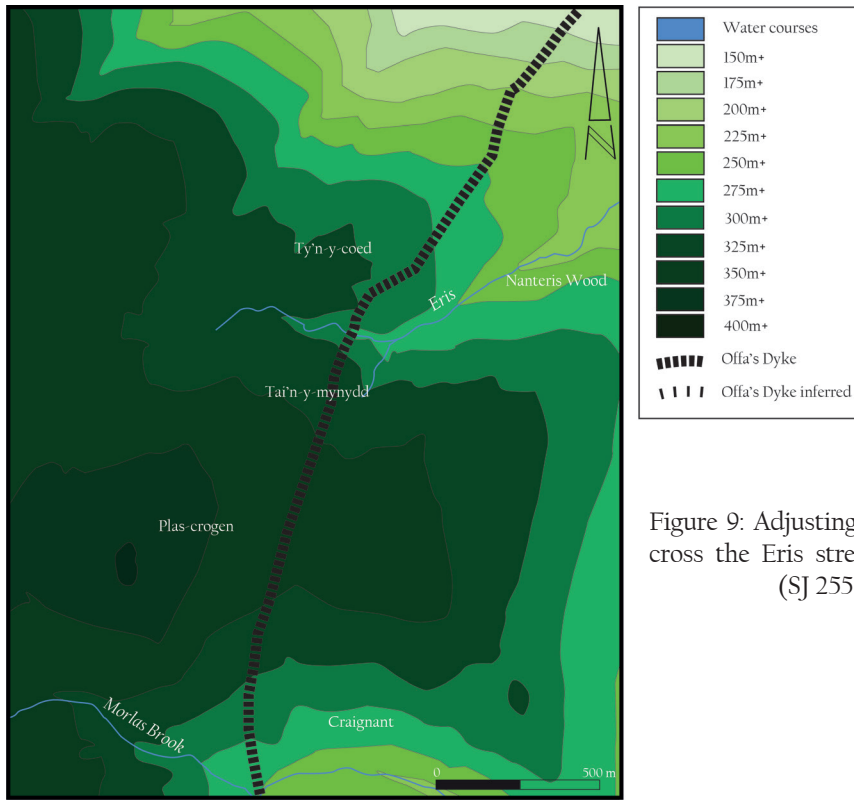 Ty'n-y-coed
Eris
Nanteris Wood
Tai'n-y-mynydd
Plas-crogen
Morlas Brook
Craignant
0
500 m
Water courses
150m+
175m+
200m+
225m+
250m+
275m+
300m+
325m+
350m+
375m+
400m+
Offa's Dyke
Offa's Dyke inferred
Figure 9: Adjusting
cross the Eris stre
(SJ 255